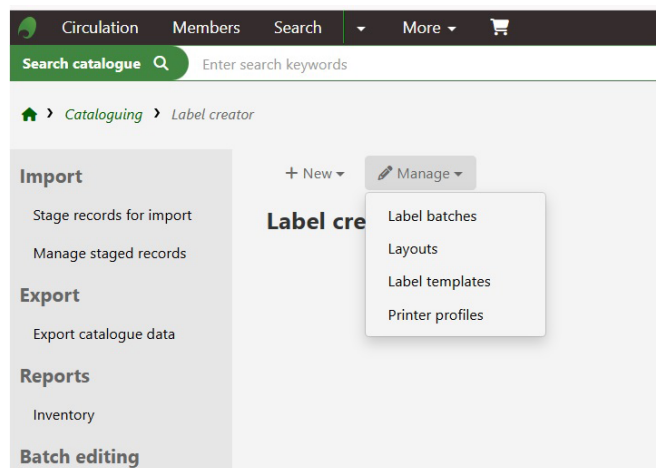 Circulation Members Search More
Search catalogue Enter search keywords
Cataloguing Label creator
Import
Stage records for import
Manage staged records
Export
Export catalogue data
Reports
Inventory
Batch editing
+ New Manage
Label cre
Label batches
Layouts
Label templates
Printer profiles